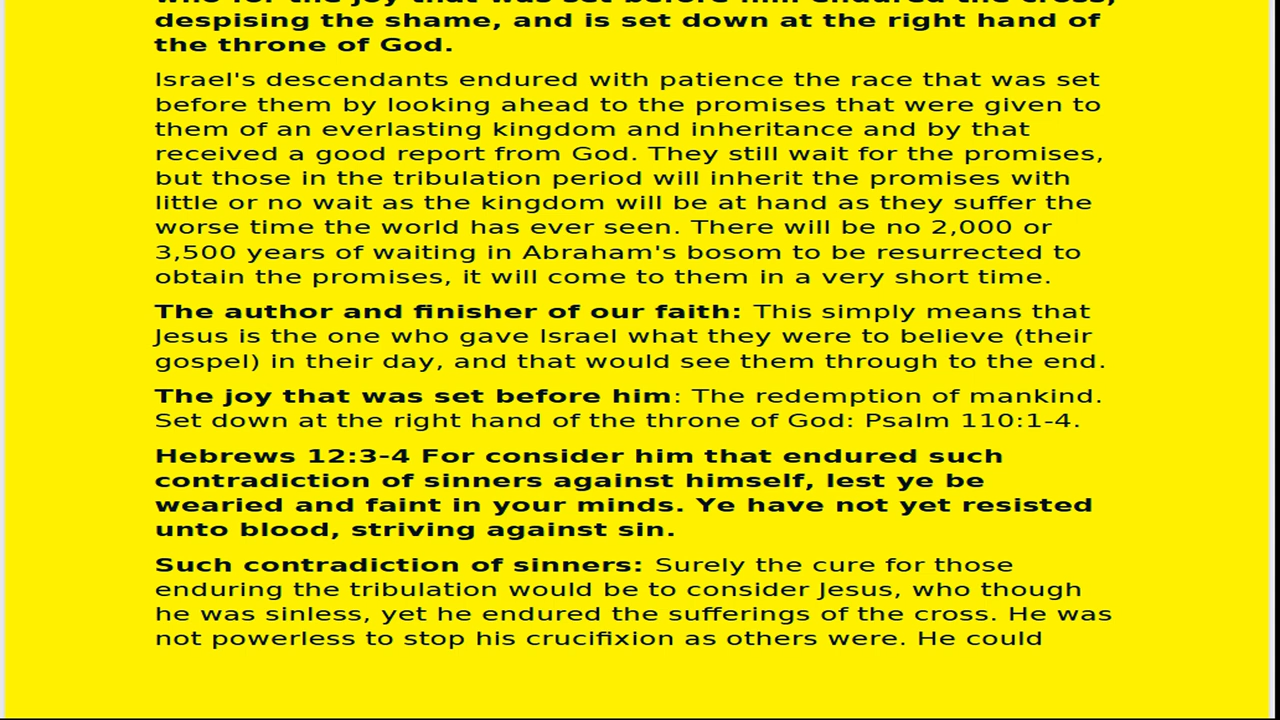 who for the joy that was set before him endured the cross,
despising the shame, and is set down at the right hand of
the throne of God.
Israel's descendants endured with patience the race that was set
before them by looking ahead to the promises that were given to
them of an everlasting kingdom and inheritance and by that
received a good report from God. They still wait for the promises,
but those in the tribulation period will inherit the promises with
little or no wait as the kingdom will be at hand as they suffer the
worse time the world has ever seen. There will be no 2,000 or
3,500 years of waiting in Abraham's bosom to be resurrected to
obtain the promises, it will come to them in a very short time.
The author and finisher of our faith: This simply means that
Jesus is the one who gave Israel what they were to believe (their
gospel) in their day, and that would see them through to the end.
The joy that was set before him: The redemption of mankind.
Set down at the right hand of the throne of God: Psalm 110:1-4.
Hebrews 12:3-4 For consider him that endured such
contradiction of sinners against himself, lest ye be
wearied and faint in your minds. Ye have not yet resisted
unto blood, striving against sin.
Such contradiction of sinners: Surely the cure for those
enduring the tribulation would be to consider Jesus, who though
he was sinless, yet he endured the sufferings of the cross. He was
not powerless to stop his crucifixion as others were. He could